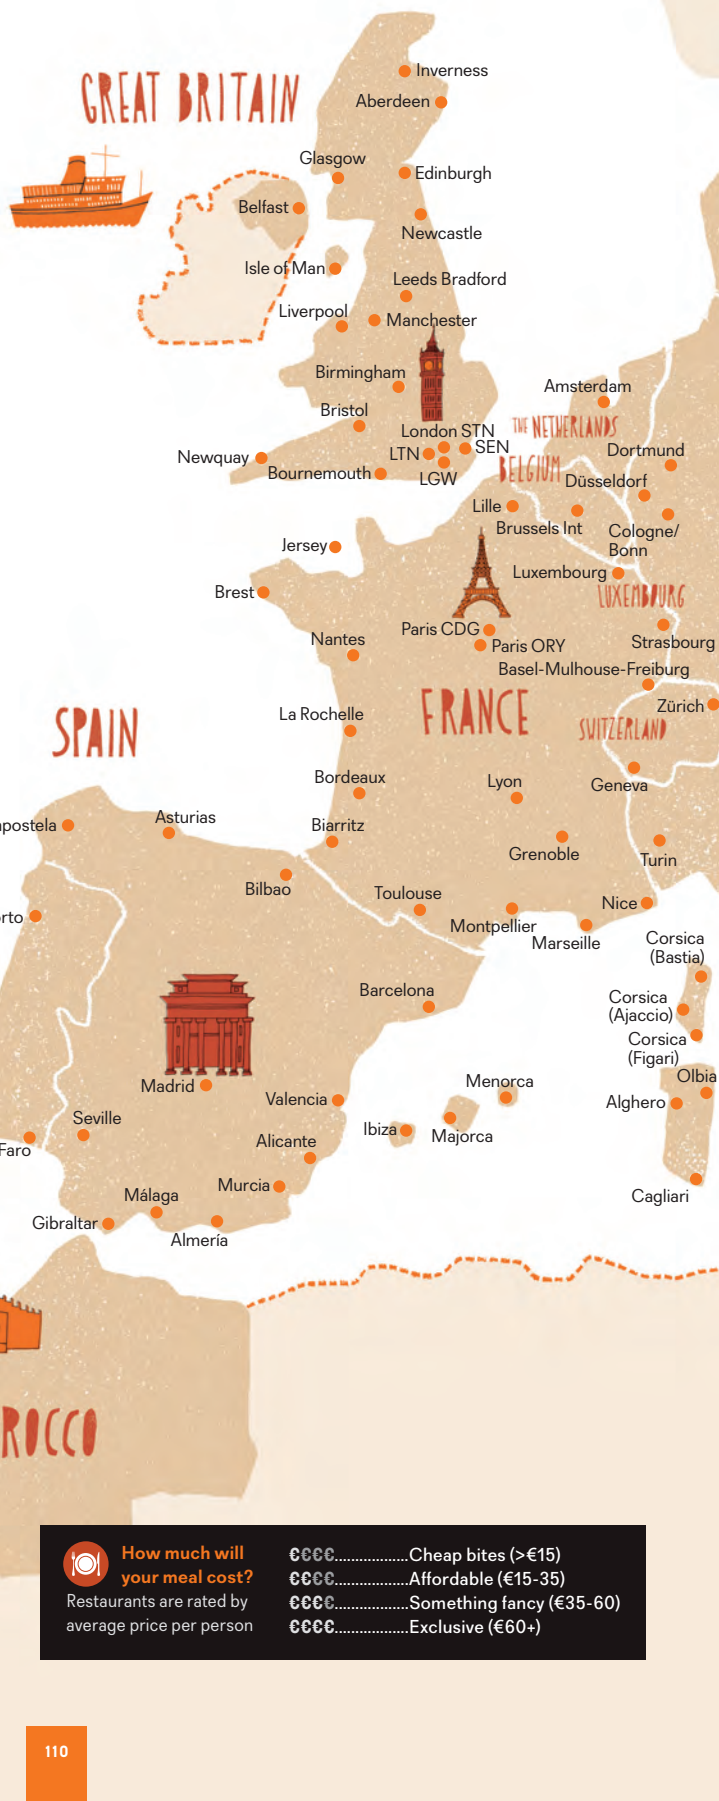 GREAT BRITAIN
Inverness
Aberdeen
Glasgow
Edinburgh
Belfast
Newcastle
Isle of Man
Leeds Bradford
Liverpool
Manchester
Birmingham
Amsterdam
Bristol
THE NETHERLANDS
London STN
SEN
LTN
Newquay
Dortmund
BELGIUM
Bournemouth
LGW
Düsseldorf
Lille
Brussels Int
Cologne/
Bonn
Jersey
Luxembourg
Brest
LUXEMBOURG
Paris CDG
Nantes
Paris ORY
Strasbourg
Basel-Mulhouse-Freiburg
SPAIN
La Rochelle
FRANCE
Zürich
SWITZERLAND
Bordeaux
Lyon
Geneva
postela
Asturias
Biarritz
Grenoble
Turin
Bilbao
Toulouse
Nice
rto
Montpellier
Marseille
Corsica
(Bastia)
Barcelona
Corsica
(Ajaccio)
Corsica
(Figari)
Madrid
Menorca
Olbia
Valencia
Alghero
Seville
Ibiza
Majorca
Faro
Alicante
Murcia
Málaga
Cagliari
Gibraltar
Almería
ROCCO
How much will
your meal cost?
Restaurants are rated by
average price per person
€€€€..................Cheap bites (>€15)
€€€€..................Affordable (€15-35)
€€€€..................Something fancy (€35-60)
€€€€..................Exclusive (€60+)
110